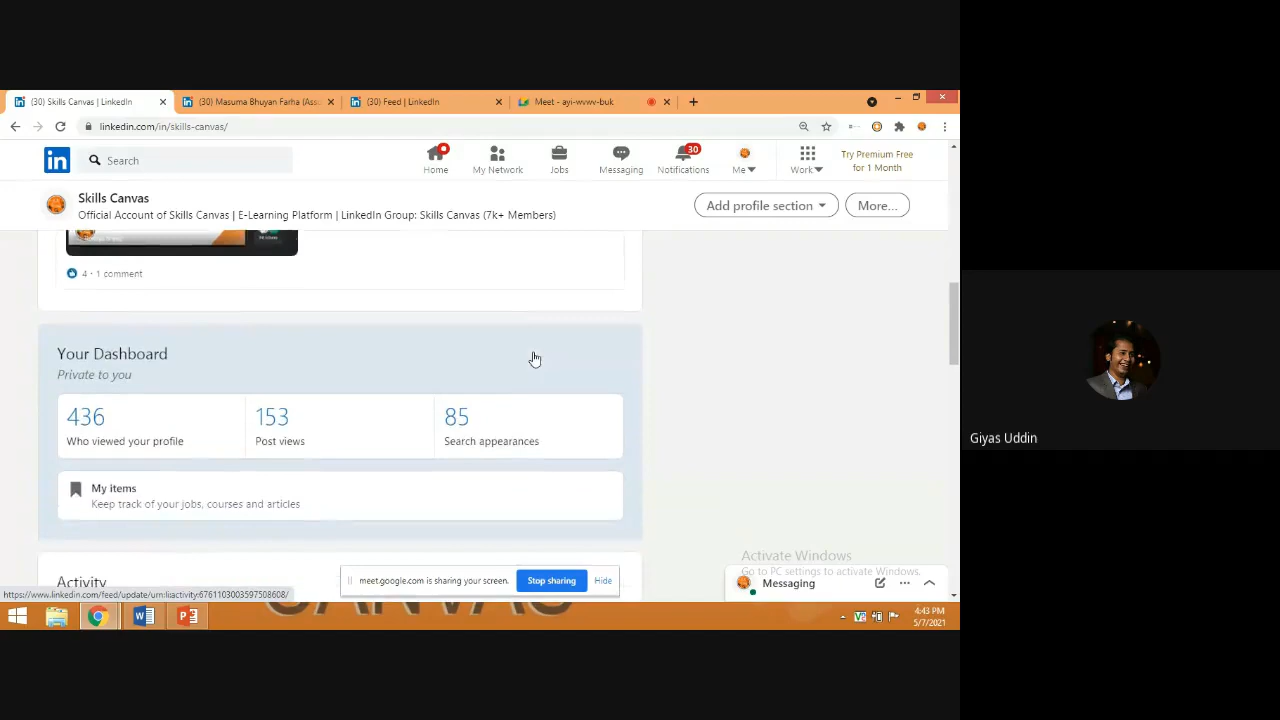 (30) Skills Canvas | LinkedIn
(30) Masuma Bhuyan Farha (Ass
(30) Feed | LinkedIn
Meet - ayi-wvwv-buk
linkedin.com/in/skills-canvas/
in
Search
Home
My Network
Jobs
Messaging
30
Notifications
Me
Work
Try Premium Free
for 1 Month
Skills Canvas
Official Account of Skills Canvas | E-Learning Platform | LinkedIn Group: Skills Canvas (7k+ Members)
Add profile section
More...
4 · 1 comment
Your Dashboard
Private to you
436
Who viewed your profile
153
Post views
85
Search appearances
My items
Keep track of your jobs, courses and articles
Activity
meet.google.com is sharing your screen.
Stop sharing
Hide
Activate Windows
Go to PC settings to activate Windows.
Messaging
https://www.linkedin.com/feed/update/urn:li:activity:6761103003597508608/
CANVAS
4:43 PM
5/7/2021
Giyas Uddin